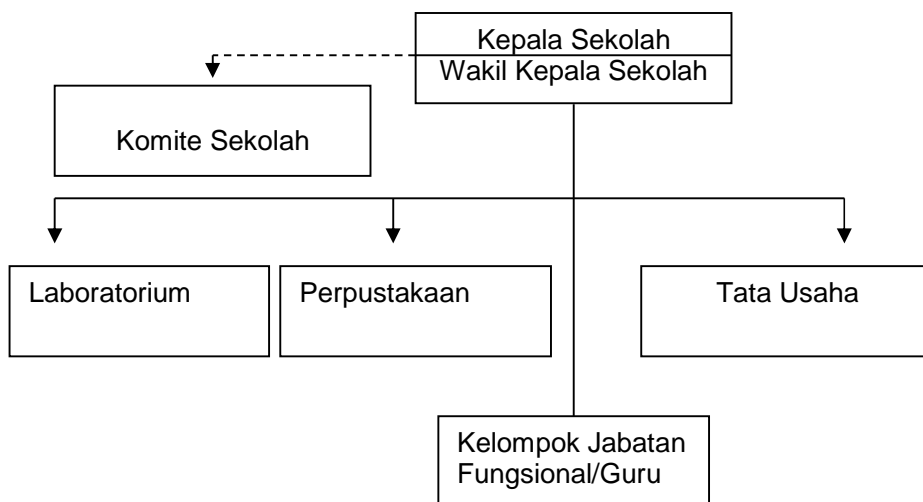 Kepala Sekolah
Wakil Kepala Sekolah
Komite Sekolah
Laboratorium
Perpustakaan
Tata Usaha
Kelompok Jabatan
Fungsional/Guru